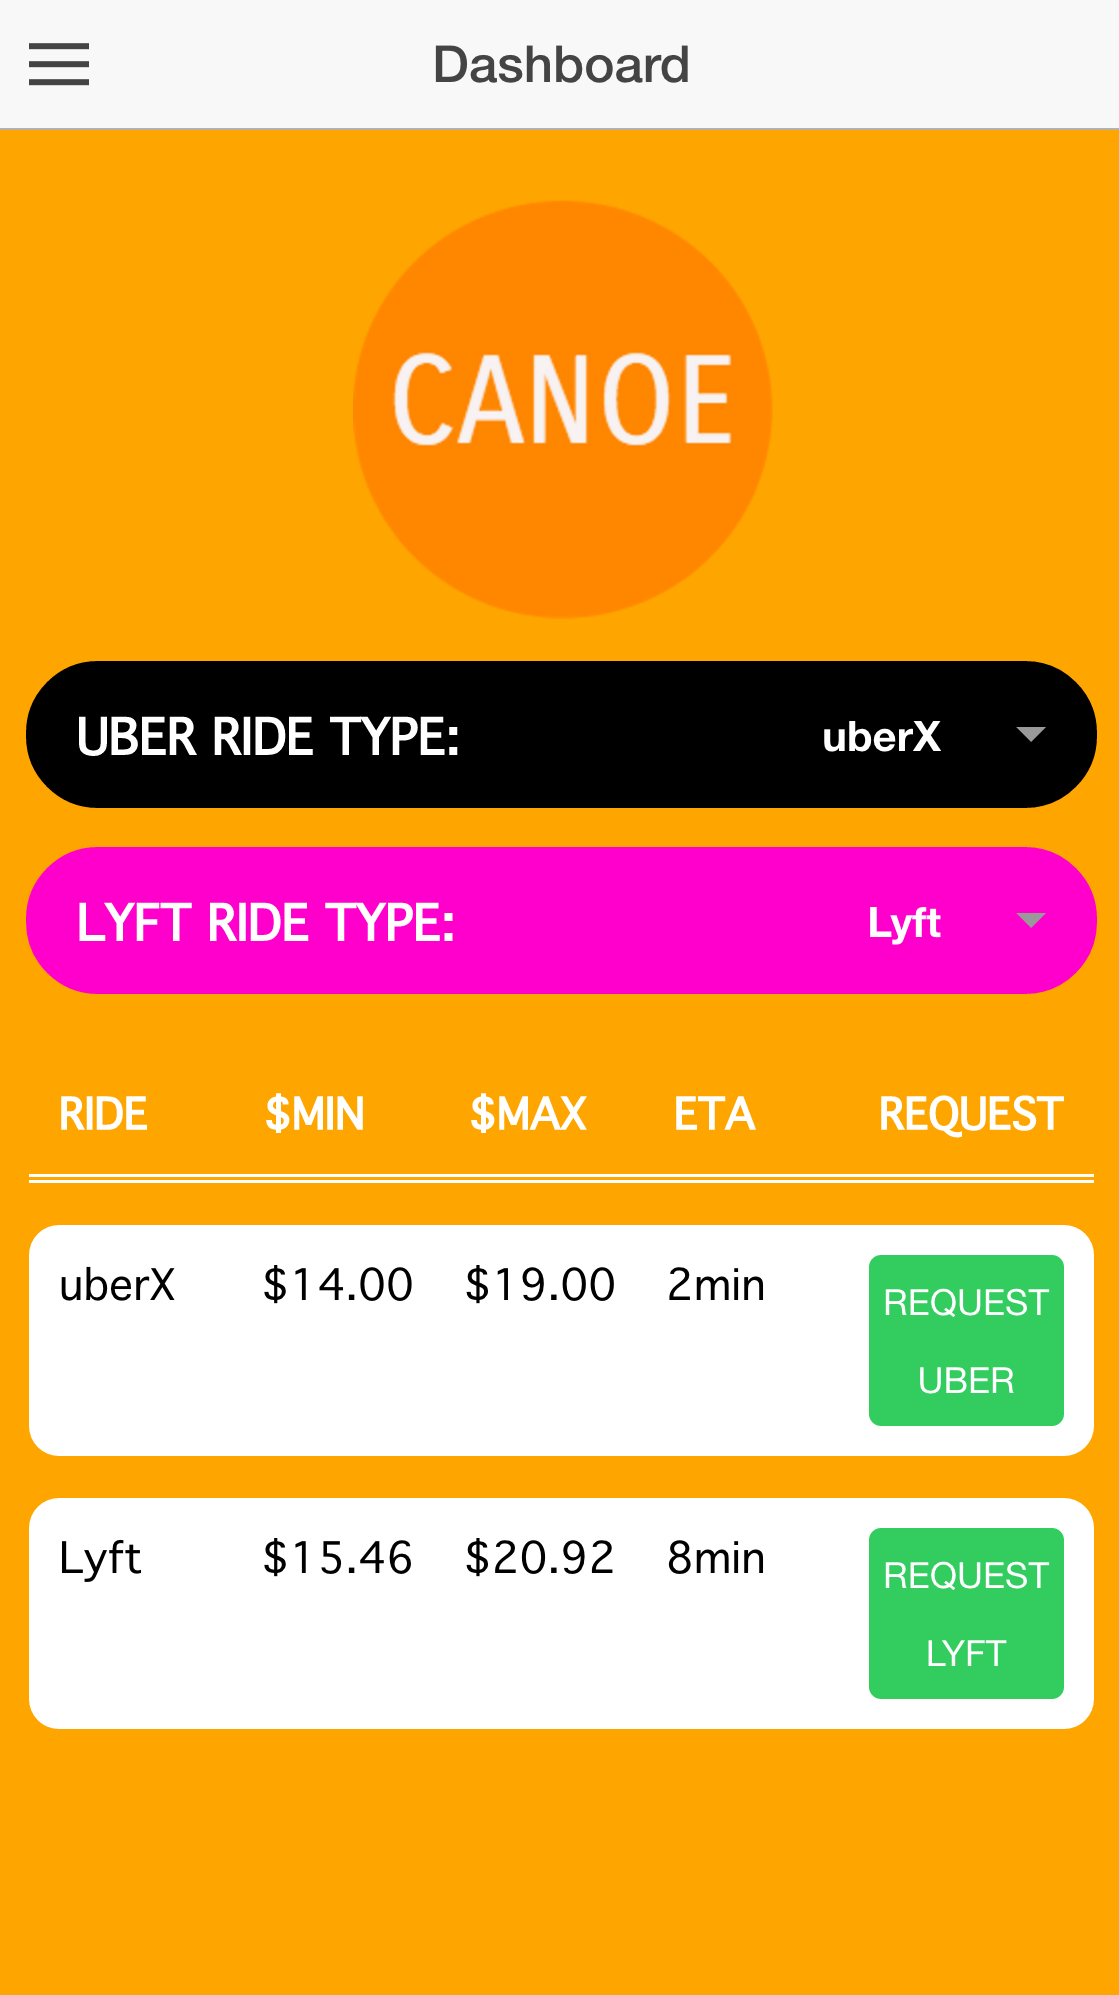 Dashboard
CANOE
UBER RIDE TYPE: uberX
LYFT RIDE TYPE: Lyft
RIDE $MIN $MAX ETA REQUEST
uberX $14.00 $19.00 2min REQUEST
UBER
Lyft $15.46 $20.92 8min REQUEST
LYFT